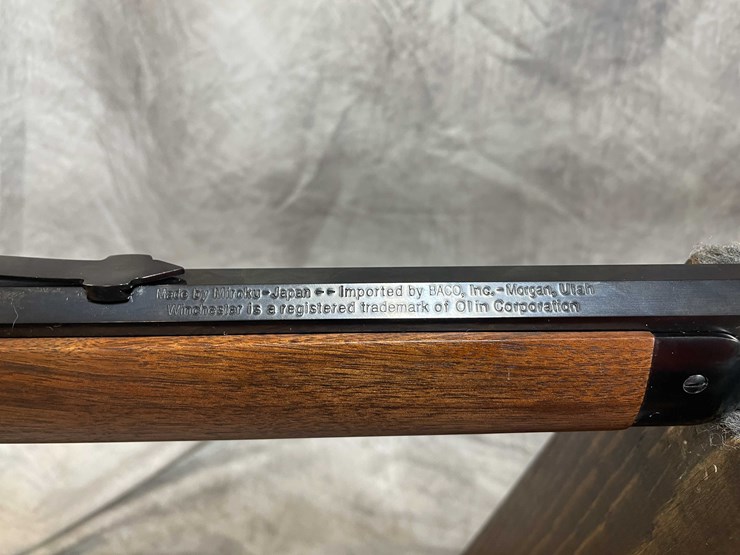 Made by Miroku - Japan -- Imported by BACO, Inc. - Morgan, Utah
Winchester is a registered trademark of Olin Corporation